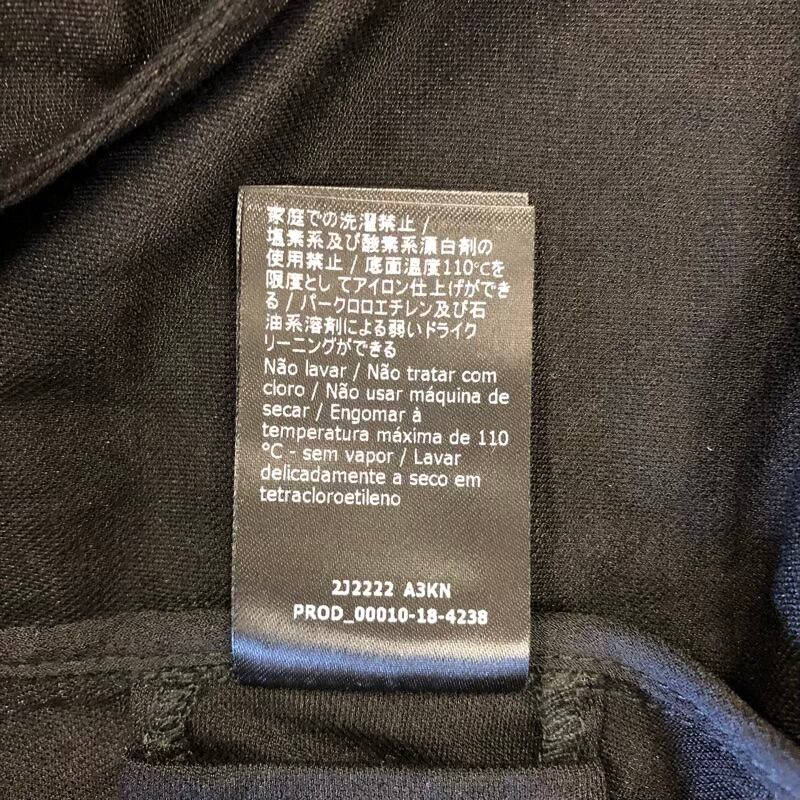 家庭での洗濯禁止 /
塩素系及び酸素系漂白剤の
使用禁止 / 底面温度110℃を
限度としてアイロン仕上げができ
る / パークロロエチレン及び石
油系溶剤による弱いドライク
リーニングができる
Não lavar / Não tratar com
cloro / Não usar máquina de
secar / Engomar à
temperatura máxima de 110
°C - sem vapor / Lavar
delicadamente a seco em
tetracloroetileno
2J2222 A3KN
PROD_00010-18-4238